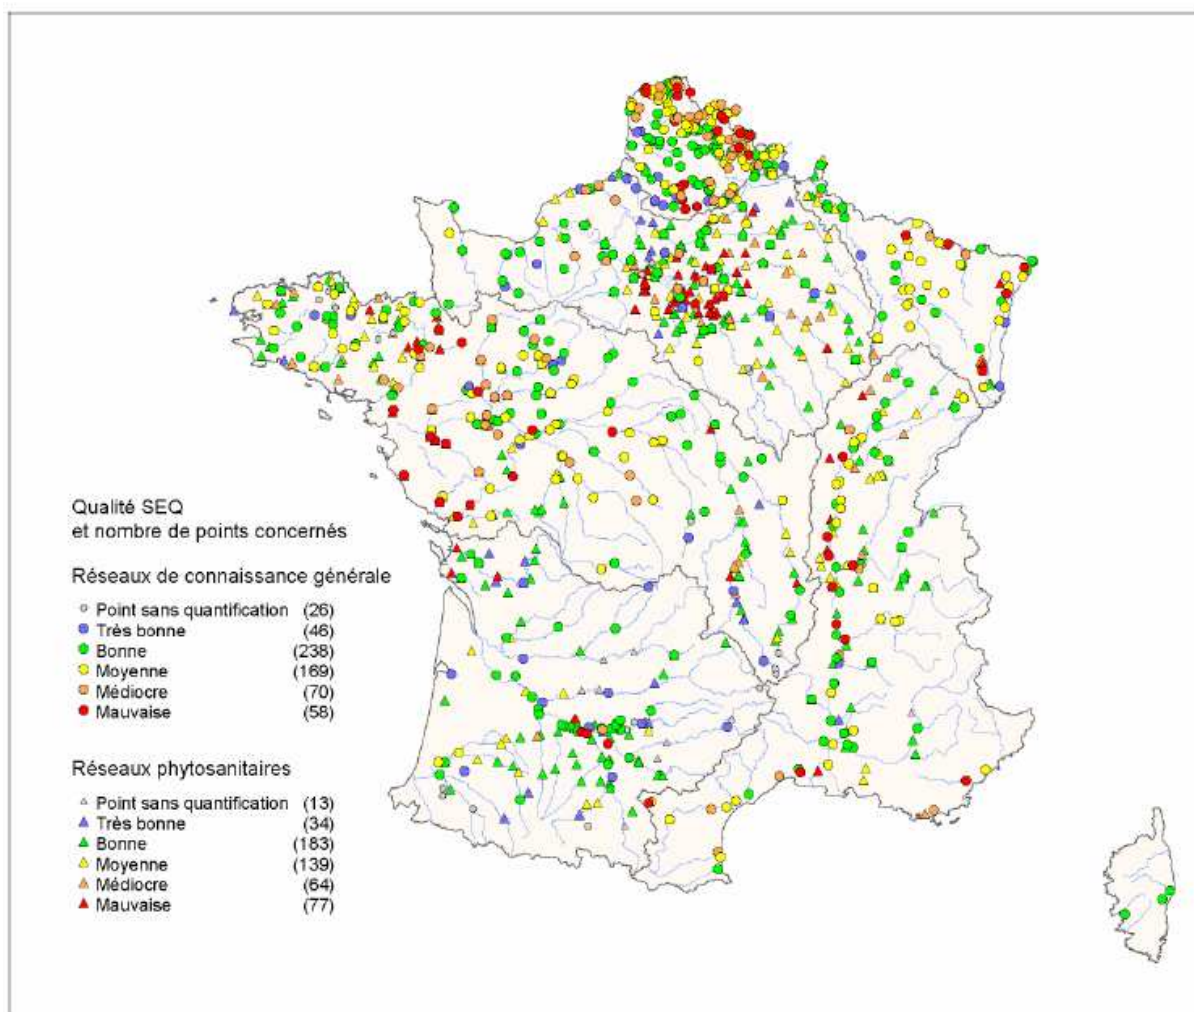 Qualité SEQ
et nombre de points concernés
Réseaux de connaissance générale
Point sans quantification (26)
Très bonne (46)
Bonne (238)
Moyenne (169)
Médiocre (70)
Mauvaise (58)
Réseaux phytosanitaires
Point sans quantification (13)
Très bonne (34)
Bonne (183)
Moyenne (139)
Médiocre (64)
Mauvaise (77)